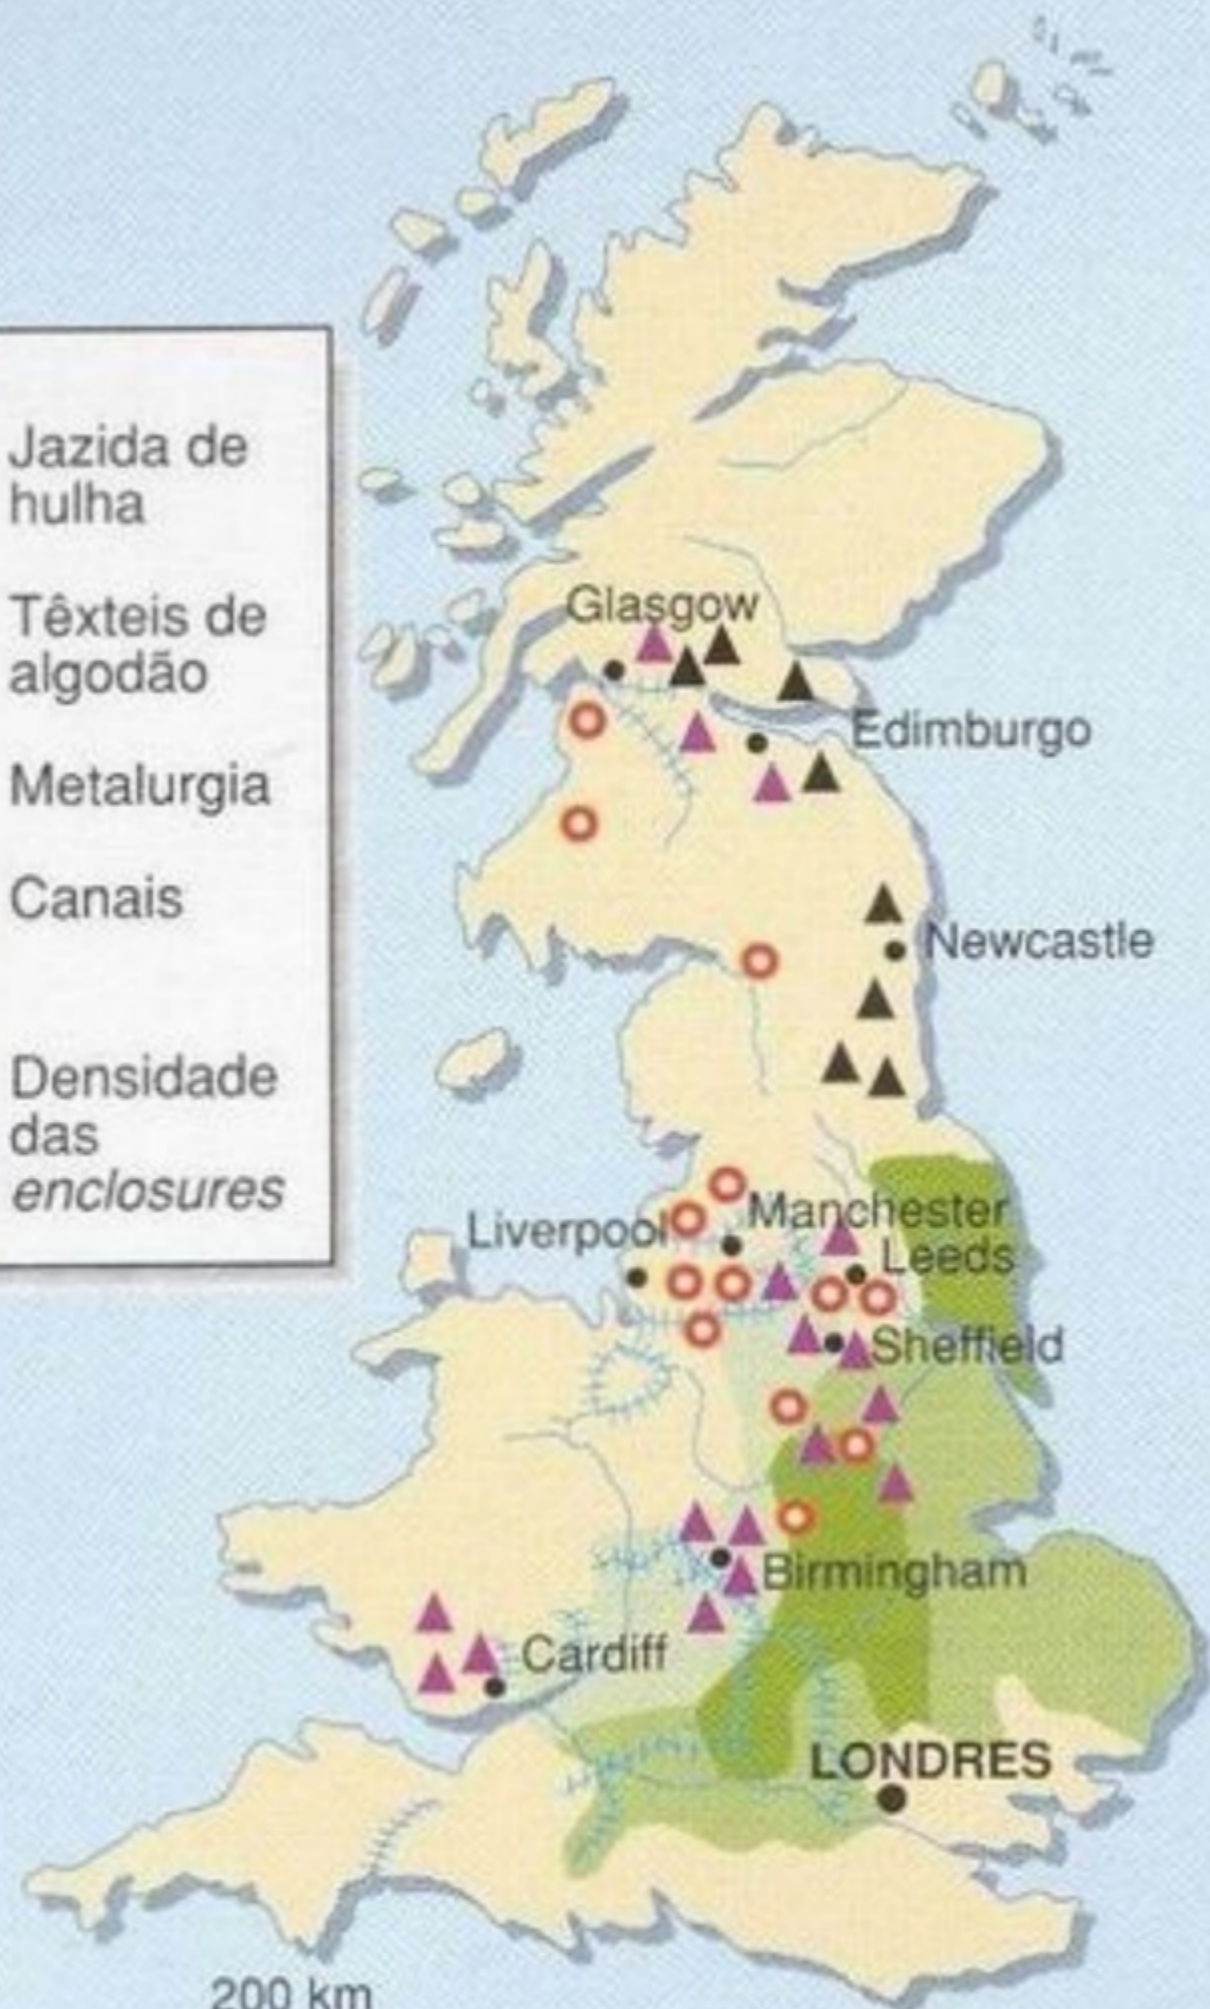 Jazida de
hulha
Têxteis de
algodão
Metalurgia
Canais
Densidade
das
enclosures
Glasgow
Edimburgo
Newcastle
Manchester
Liverpool
Leeds
Sheffield
Birmingham
Cardiff
LONDRES
200 km